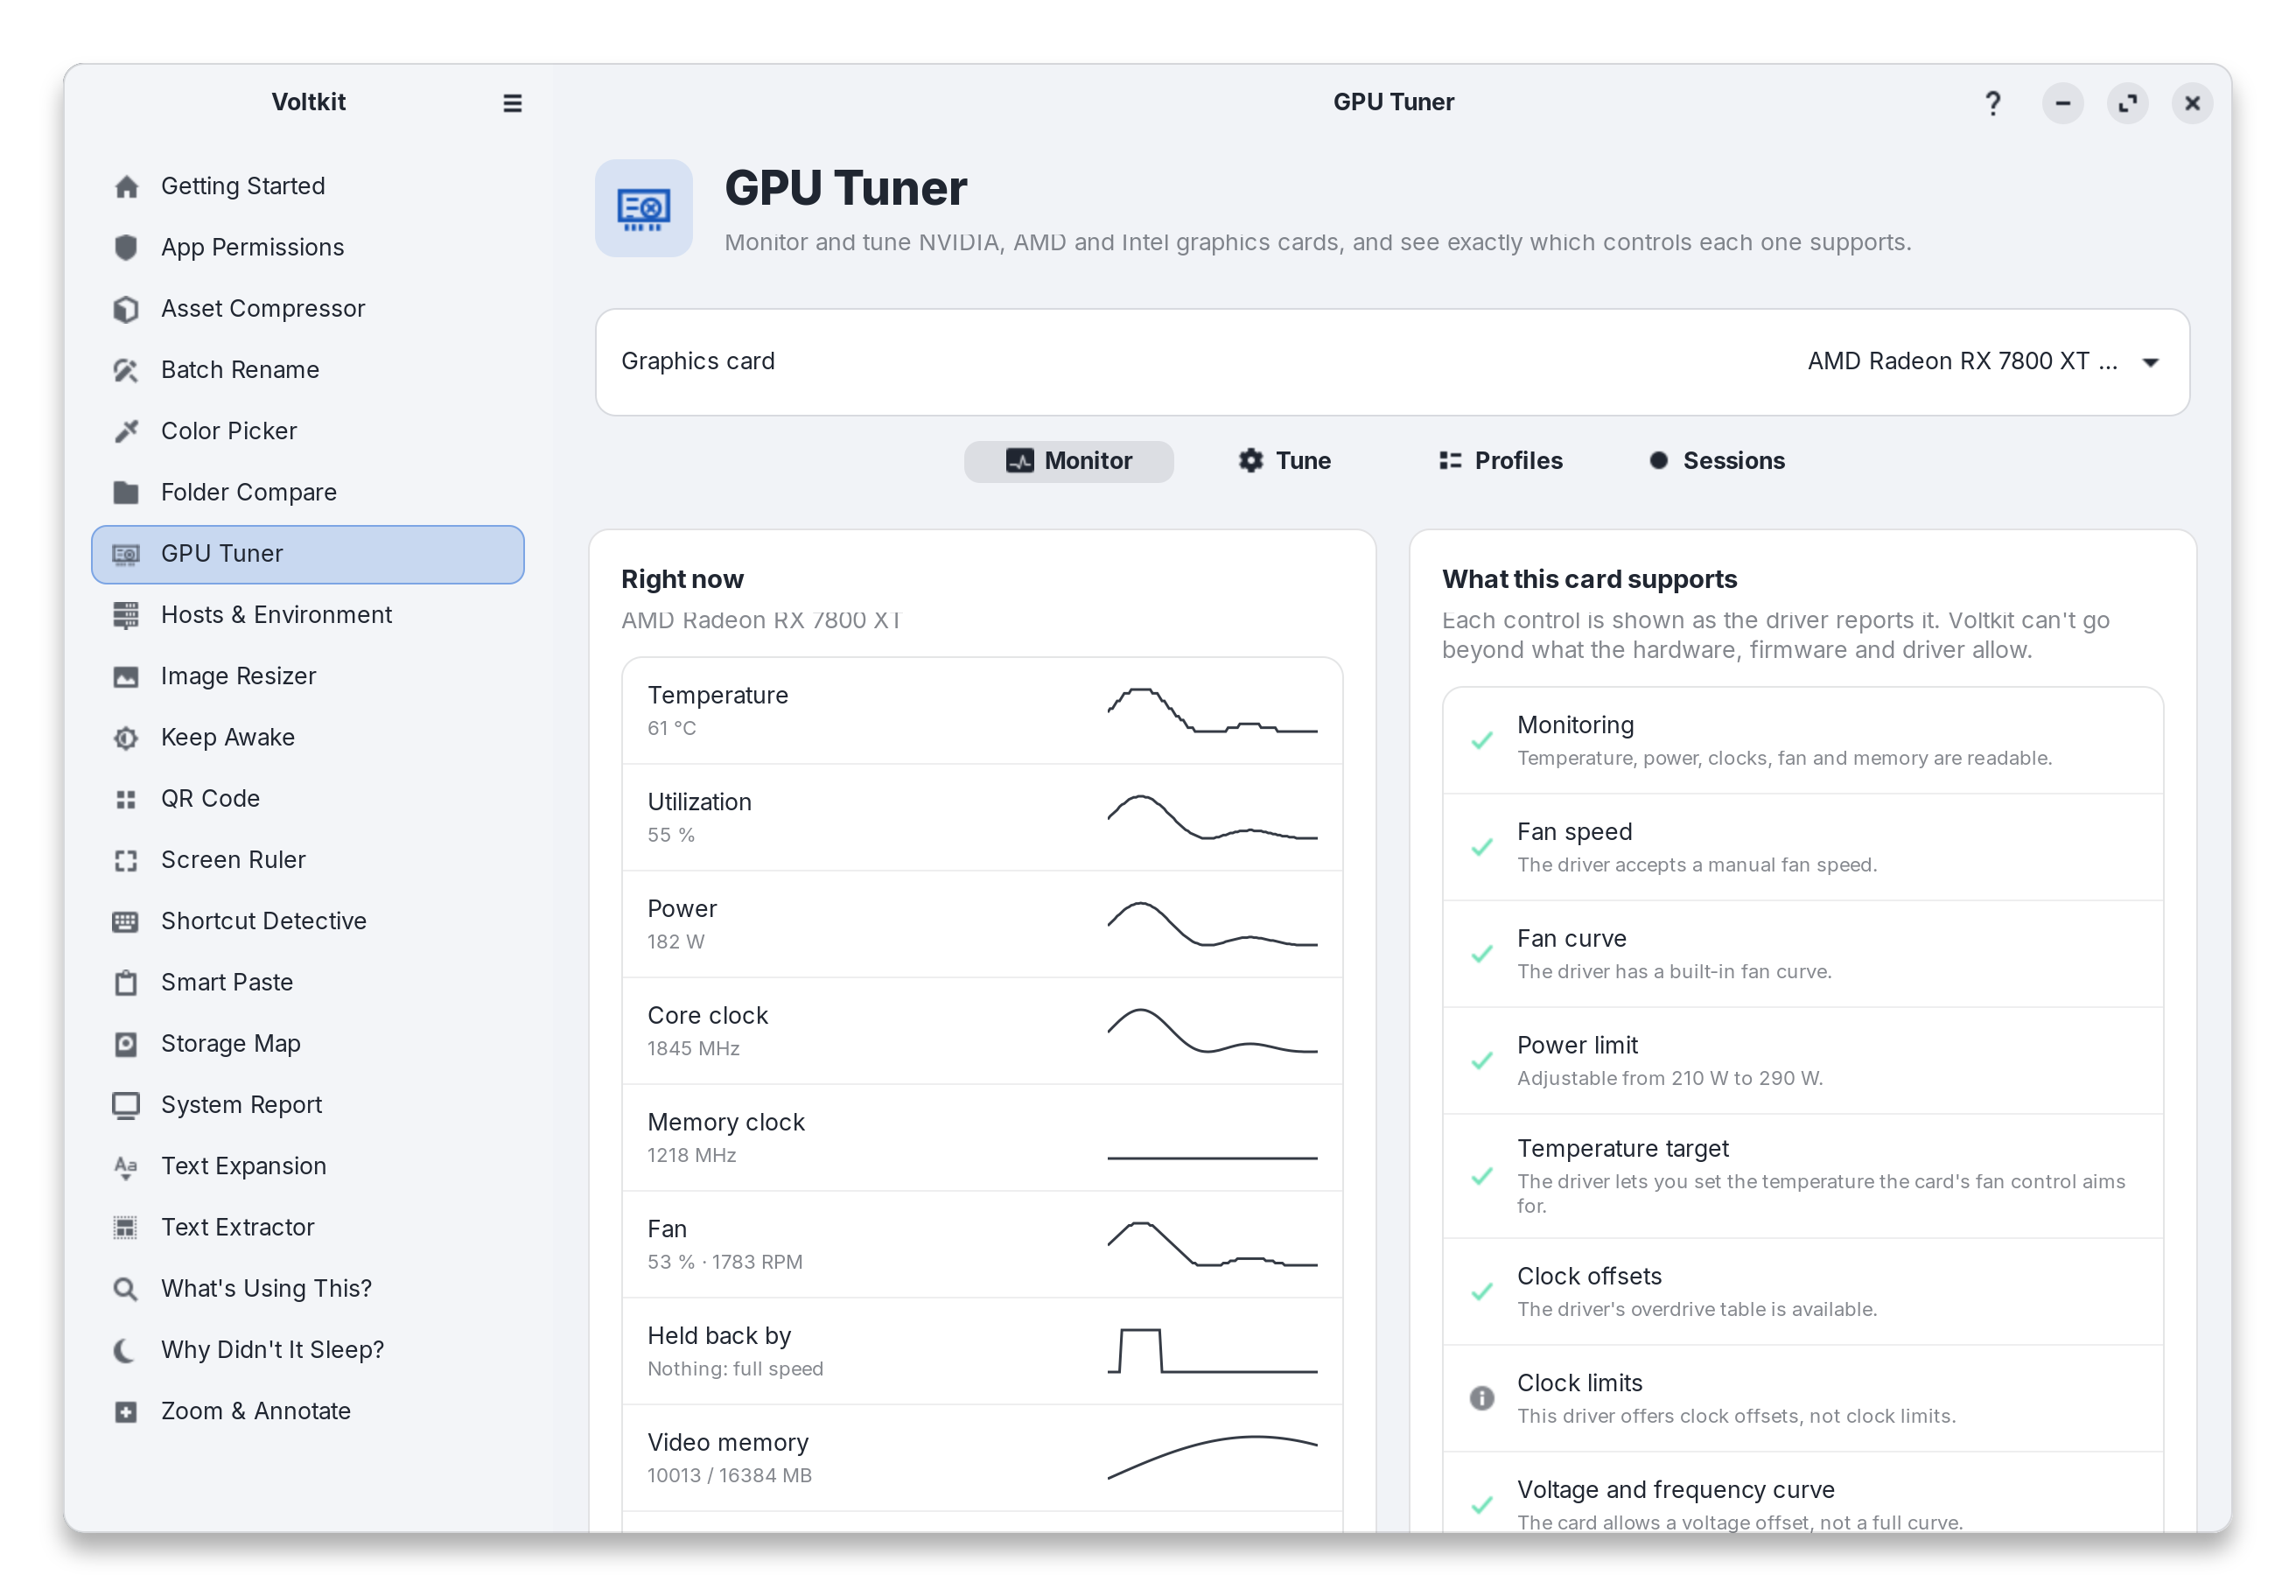 Voltkit
GPU Tuner
?
Getting Started
App Permissions
Asset Compressor
Batch Rename
Color Picker
Folder Compare
GPU Tuner
Hosts & Environment
Image Resizer
Keep Awake
QR Code
Screen Ruler
Shortcut Detective
Smart Paste
Storage Map
System Report
Text Expansion
Text Extractor
What's Using This?
Why Didn't It Sleep?
Zoom & Annotate
GPU Tuner
Monitor and tune NVIDIA, AMD and Intel graphics cards, and see exactly which controls each one supports.
Graphics card
AMD Radeon RX 7800 XT ...
Monitor
Tune
Profiles
Sessions
Right now
AMD Radeon RX 7800 XT
Temperature
61 °C
Utilization
55 %
Power
182 W
Core clock
1845 MHz
Memory clock
1218 MHz
Fan
53 % · 1783 RPM
Held back by
Nothing: full speed
Video memory
10013 / 16384 MB
What this card supports
Each control is shown as the driver reports it. Voltkit can't go
beyond what the hardware, firmware and driver allow.
Monitoring
Temperature, power, clocks, fan and memory are readable.
Fan speed
The driver accepts a manual fan speed.
Fan curve
The driver has a built-in fan curve.
Power limit
Adjustable from 210 W to 290 W.
Temperature target
The driver lets you set the temperature the card's fan control aims
for.
Clock offsets
The driver's overdrive table is available.
Clock limits
This driver offers clock offsets, not clock limits.
Voltage and frequency curve
The card allows a voltage offset, not a full curve.